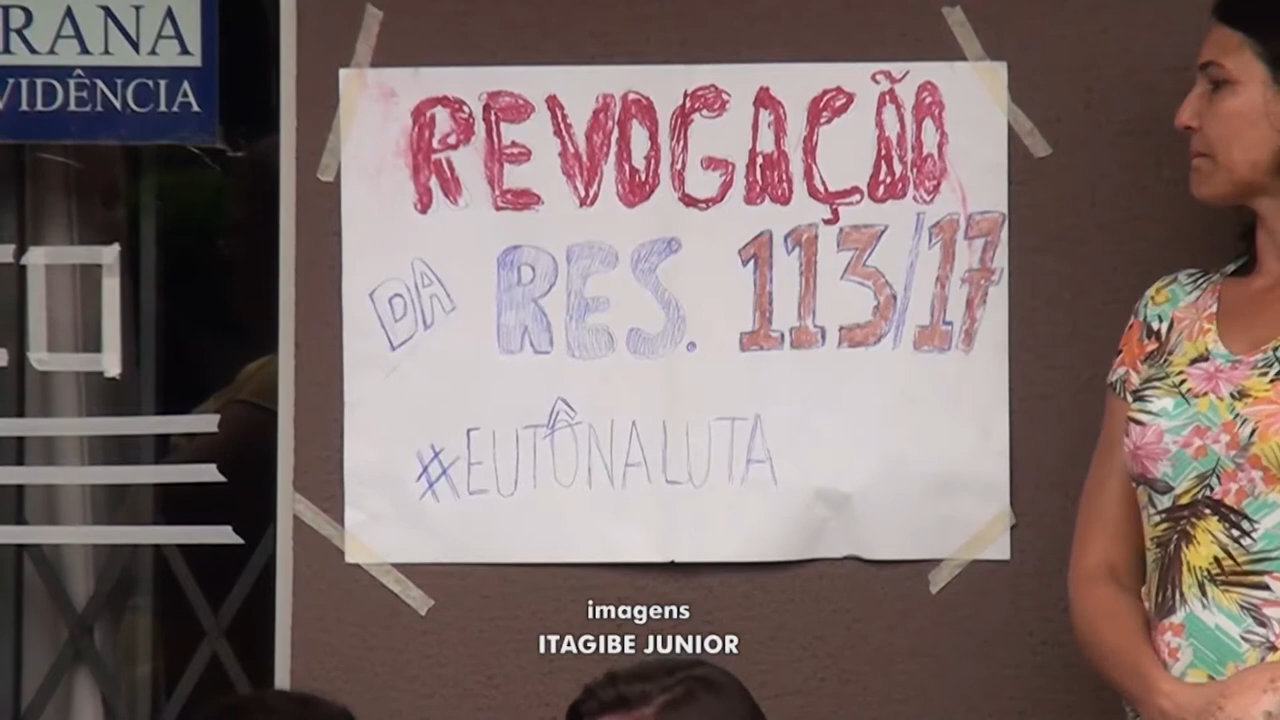 RANA
VIDÊNCIA
REVOGAÇÃO
DA RES. 113/17
#EUTÔNALUTA
imagens
ITAGIBE JUNIOR